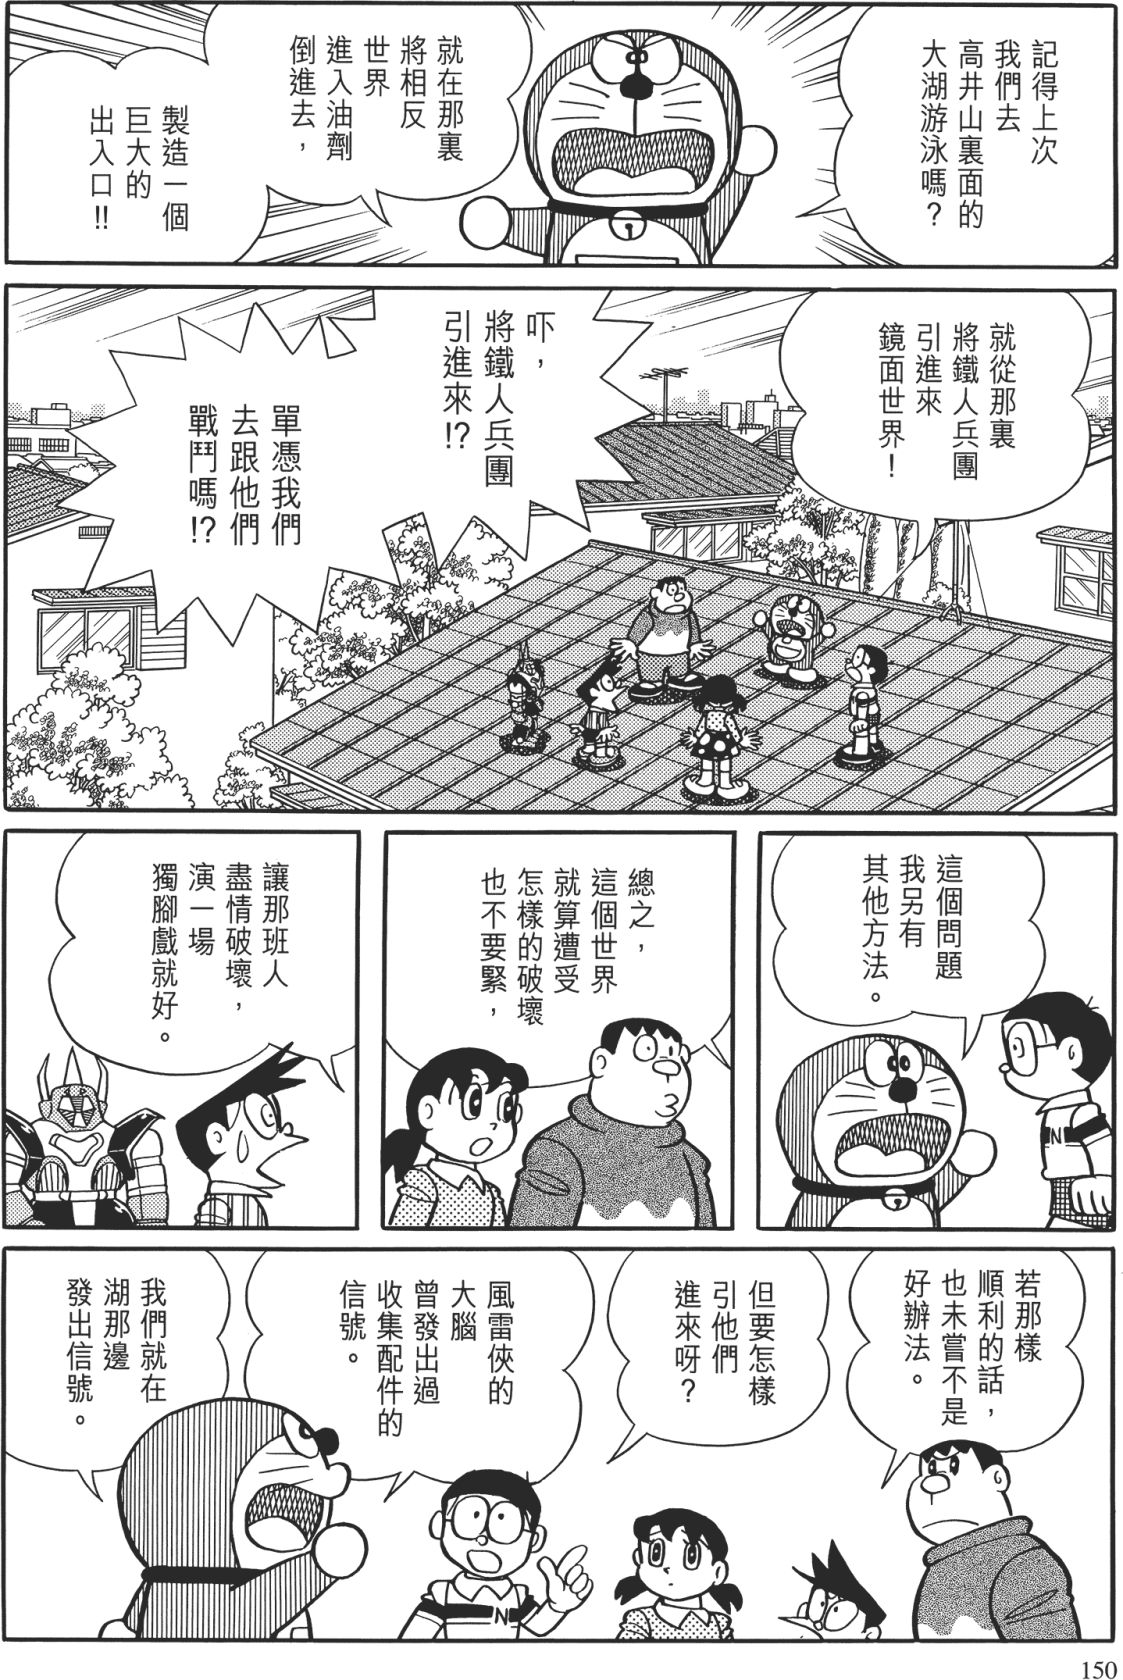 記得上次
我們去
高井山裏面的
大湖游泳嗎？
就在那裏
將相反
世界
進入油劑
倒進去，
製造一個
巨大的
出入口!!
就從那裏
將鐵人兵團
引進來
鏡面世界！
吓，
將鐵人兵團
引進來!?
單憑我們
去跟他們
戰鬥嗎!?
這個問題
我另有
其他方法。
總之，
這個世界
就算遭受
怎樣的破壞
也不要緊，
讓那班人
盡情破壞，
演一場
獨腳戲就好。
若那樣
順利的話，
也未嘗不是
好辦法。
但要怎樣
引他們
進來呀？
風雷俠的
大腦
曾發出過
收集配件的
信號。
我們就在
湖那邊
發出信號。
N
N
150